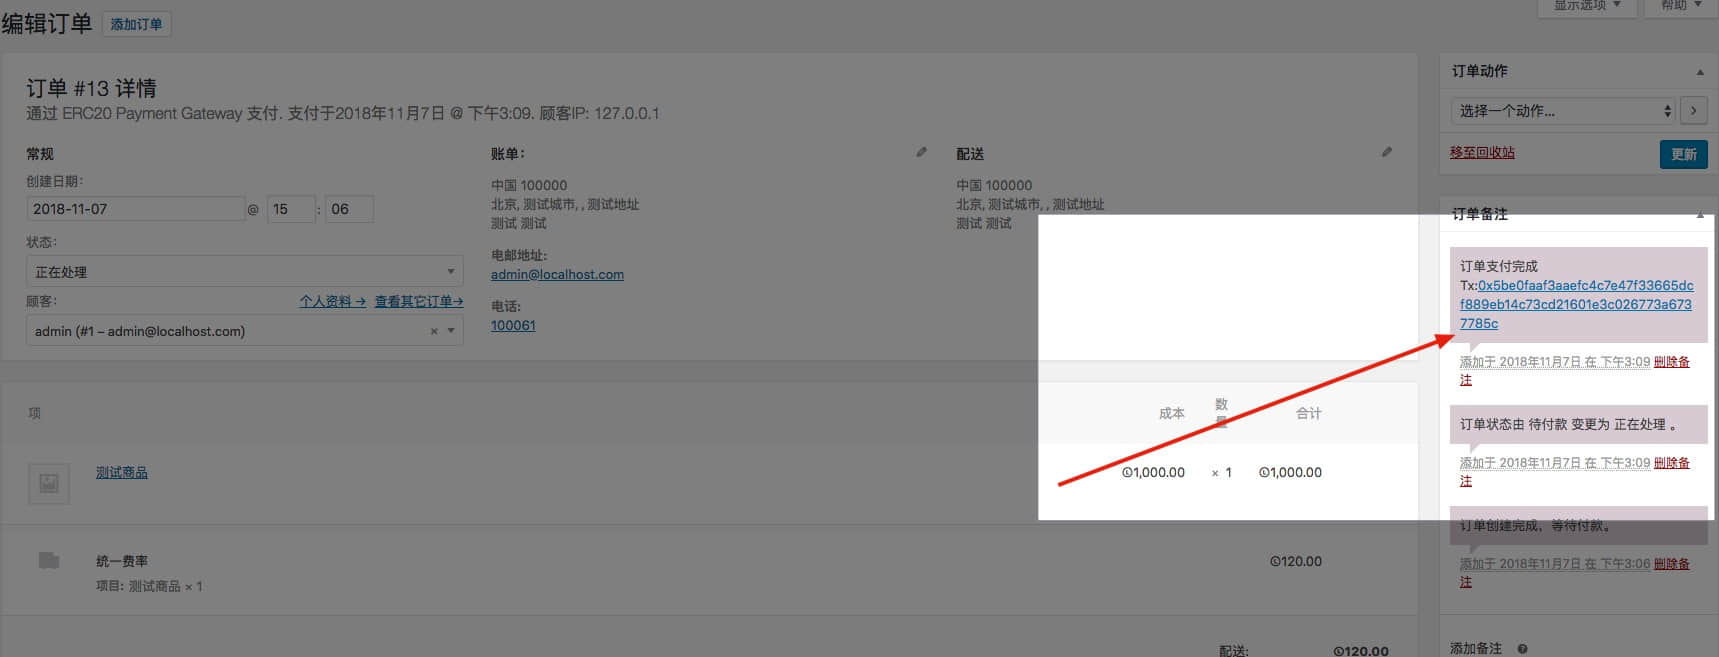 编辑订单 添加订单
显示选项 帮助
订单 #13 详情
通过 ERC20 Payment Gateway 支付. 支付于2018年11月7日 @ 下午3:09. 顾客IP: 127.0.0.1
常规
创建日期:
2018-11-07 @ 15 : 06
状态:
正在处理
顾客: 个人资料 → 查看其它订单→
admin (#1 – admin@localhost.com) ×
账单:
中国 100000
北京, 测试城市, , 测试地址
测试 测试
电邮地址:
admin@localhost.com
电话:
100061
配送
中国 100000
北京, 测试城市, , 测试地址
测试 测试
项 成本 数量 合计
测试商品 1,000.00 × 1 1,000.00
统一费率 120.00
项目: 测试商品 × 1
配送: 120.00
订单动作
选择一个动作...
移至回收站 更新
订单备注
订单支付完成
Tx:0x5be0faaf3aaefc4c7e47f33665dc
f889eb14c73cd21601e3c026773a673
7785c
添加于 2018年11月7日 在 下午3:09 删除备
注
订单状态由 待付款 变更为 正在处理 。
添加于 2018年11月7日 在 下午3:09 删除备
注
订单创建完成，等待付款。
添加于 2018年11月7日 在 下午3:06 删除备
注
添加备注